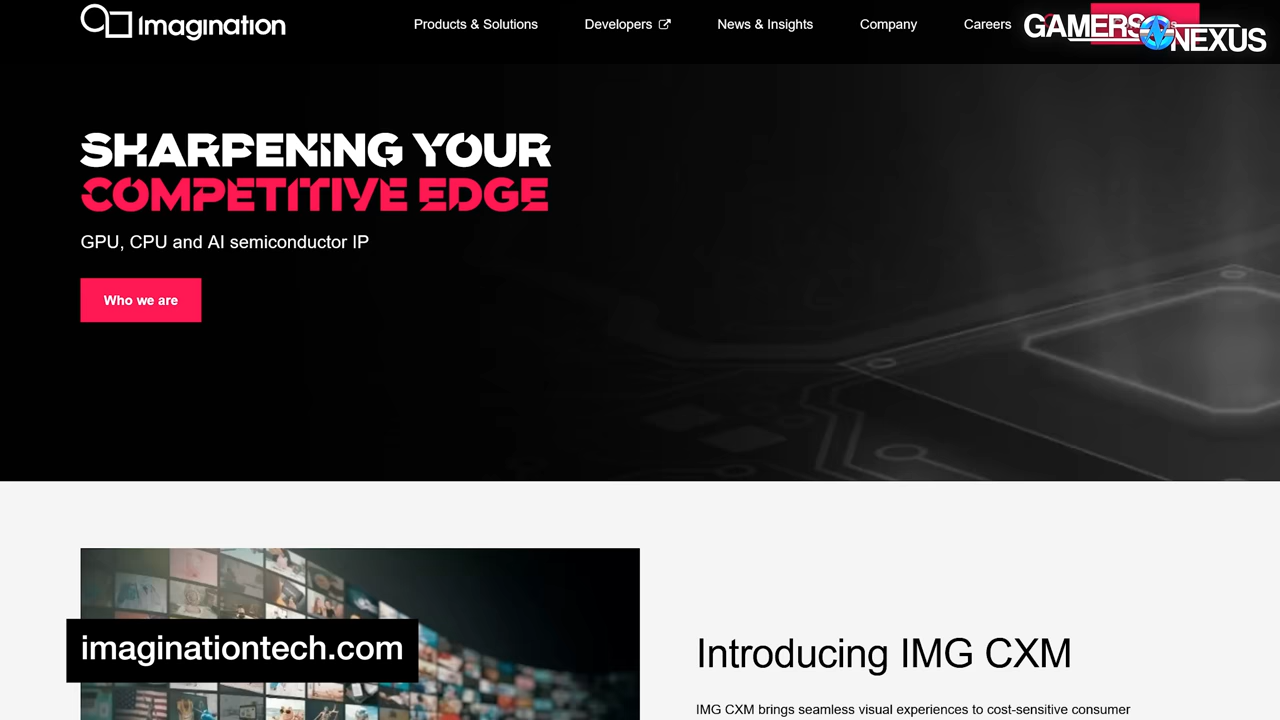 Imagination
Products & Solutions
Developers
News & Insights
Company
Careers
GAMERS
NEXUS
SHARPENING YOUR
COMPETITIVE EDGE
GPU, CPU and AI semiconductor IP
Who we are
imaginationtech.com
Introducing IMG CXM
IMG CXM brings seamless visual experiences to cost-sensitive consumer